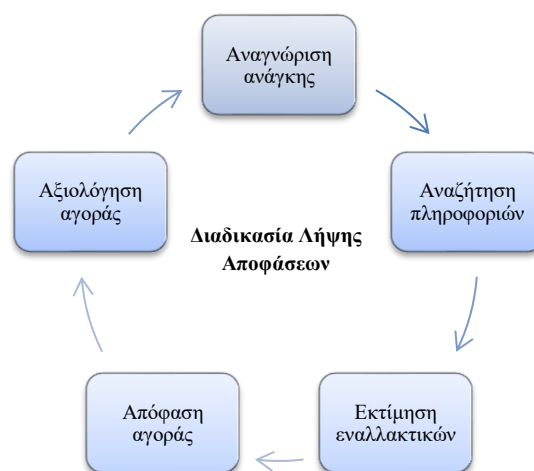 Αναγνώριση
ανάγκης
Αναζήτηση
πληροφοριών
Εκτίμηση
εναλλακτικών
Απόφαση
αγοράς
Αξιολόγηση
αγοράς
Διαδικασία Λήψης
Αποφάσεων